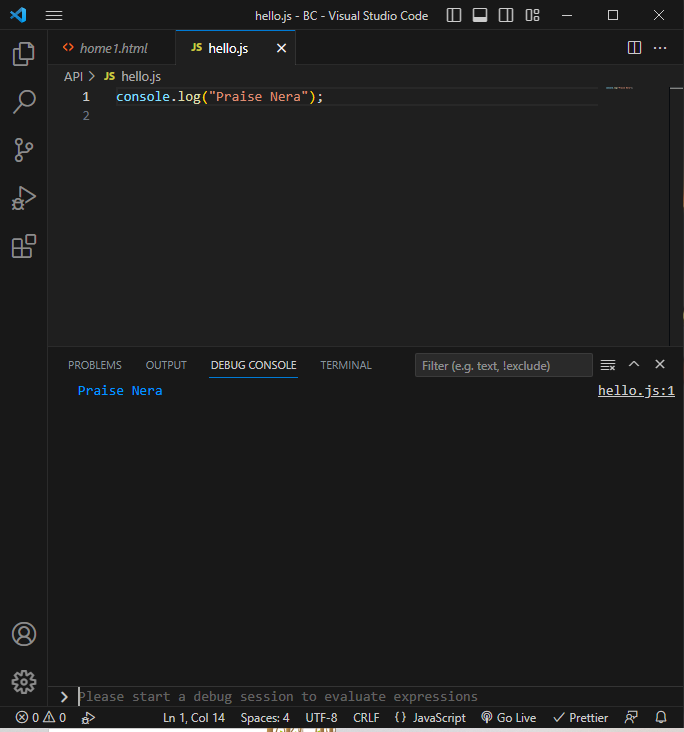 hello.js - BC - Visual Studio Code
home1.html
JS hello.js
API > JS hello.js
1 console.log("Praise Nera");
2
PROBLEMS OUTPUT DEBUG CONSOLE TERMINAL Filter (e.g. text, !exclude)
Praise Nera hello.js:1
Please start a debug session to evaluate expressions
0 0 Ln 1, Col 14 Spaces: 4 UTF-8 CRLF {} JavaScript Go Live Prettier